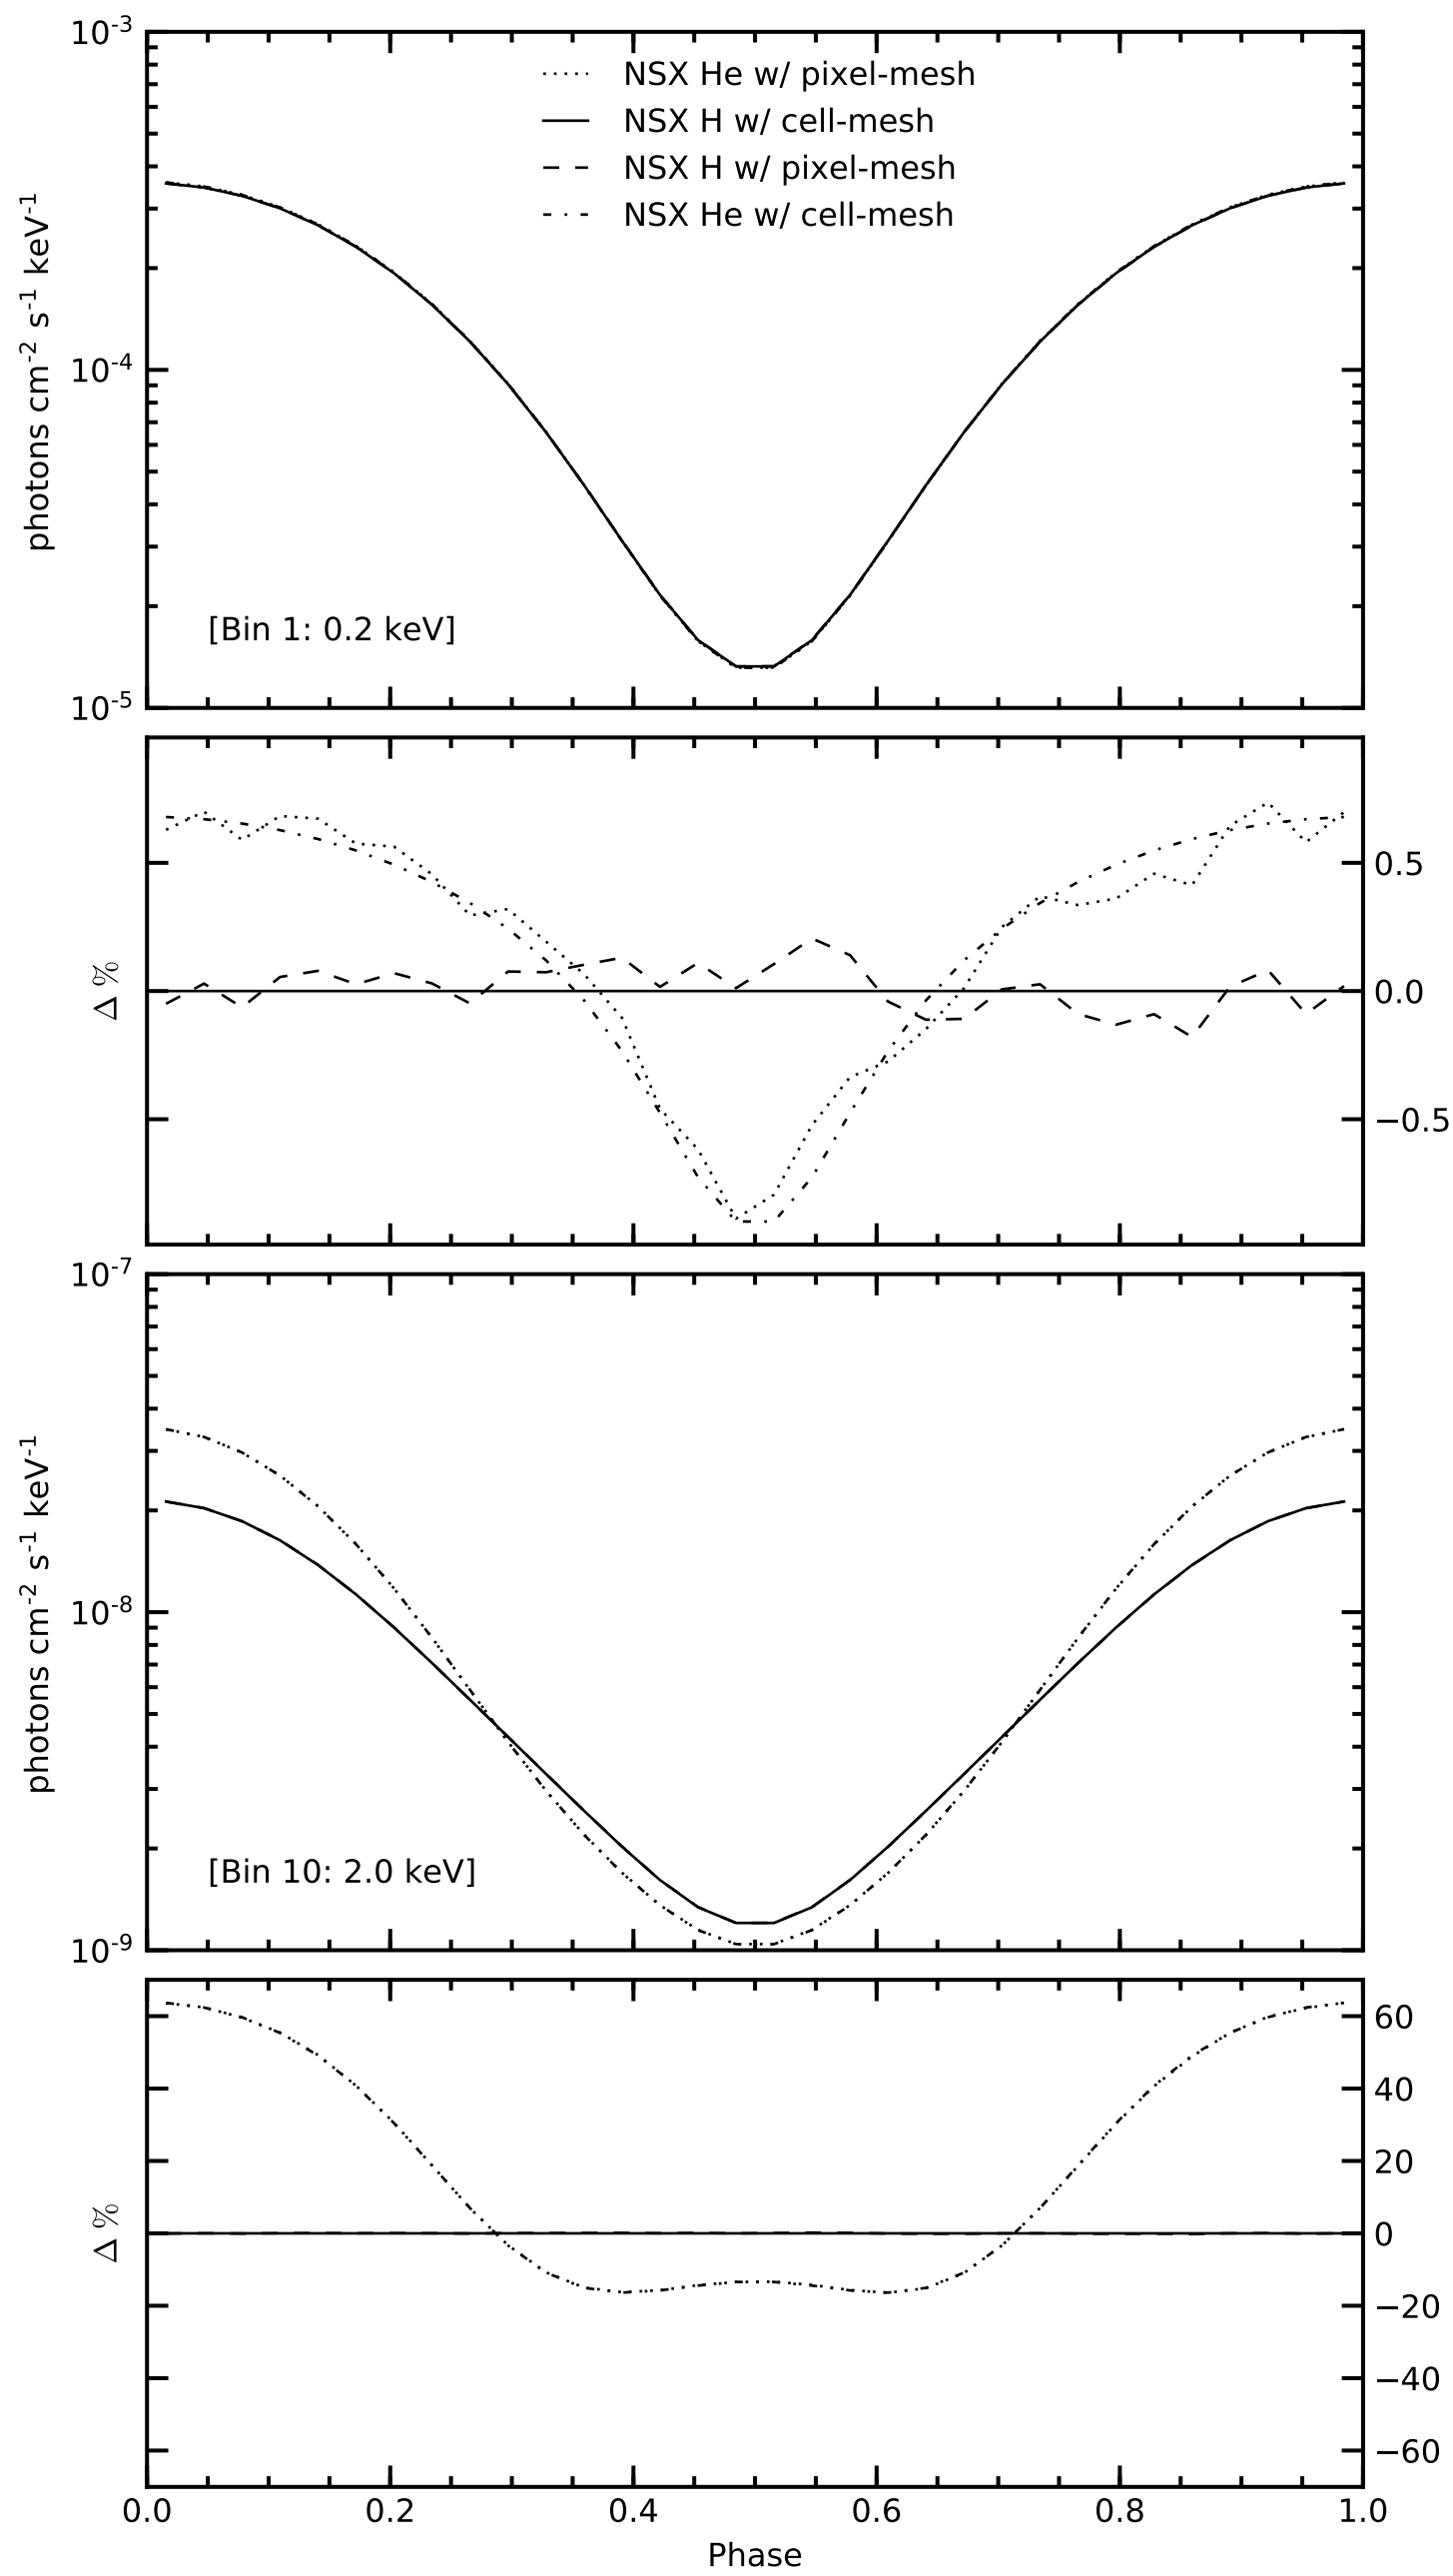 10⁻³
NSX He w/ pixel-mesh
NSX H w/ cell-mesh
NSX H w/ pixel-mesh
NSX He w/ cell-mesh
photons cm⁻² s⁻¹ keV⁻¹
10⁻⁴
[Bin 1: 0.2 keV]
10⁻⁵
0.5
Δ %
0.0
−0.5
10⁻⁷
photons cm⁻² s⁻¹ keV⁻¹
10⁻⁸
[Bin 10: 2.0 keV]
10⁻⁹
60
40
20
Δ %
0
−20
−40
−60
0.0 0.2 0.4 0.6 0.8 1.0
Phase